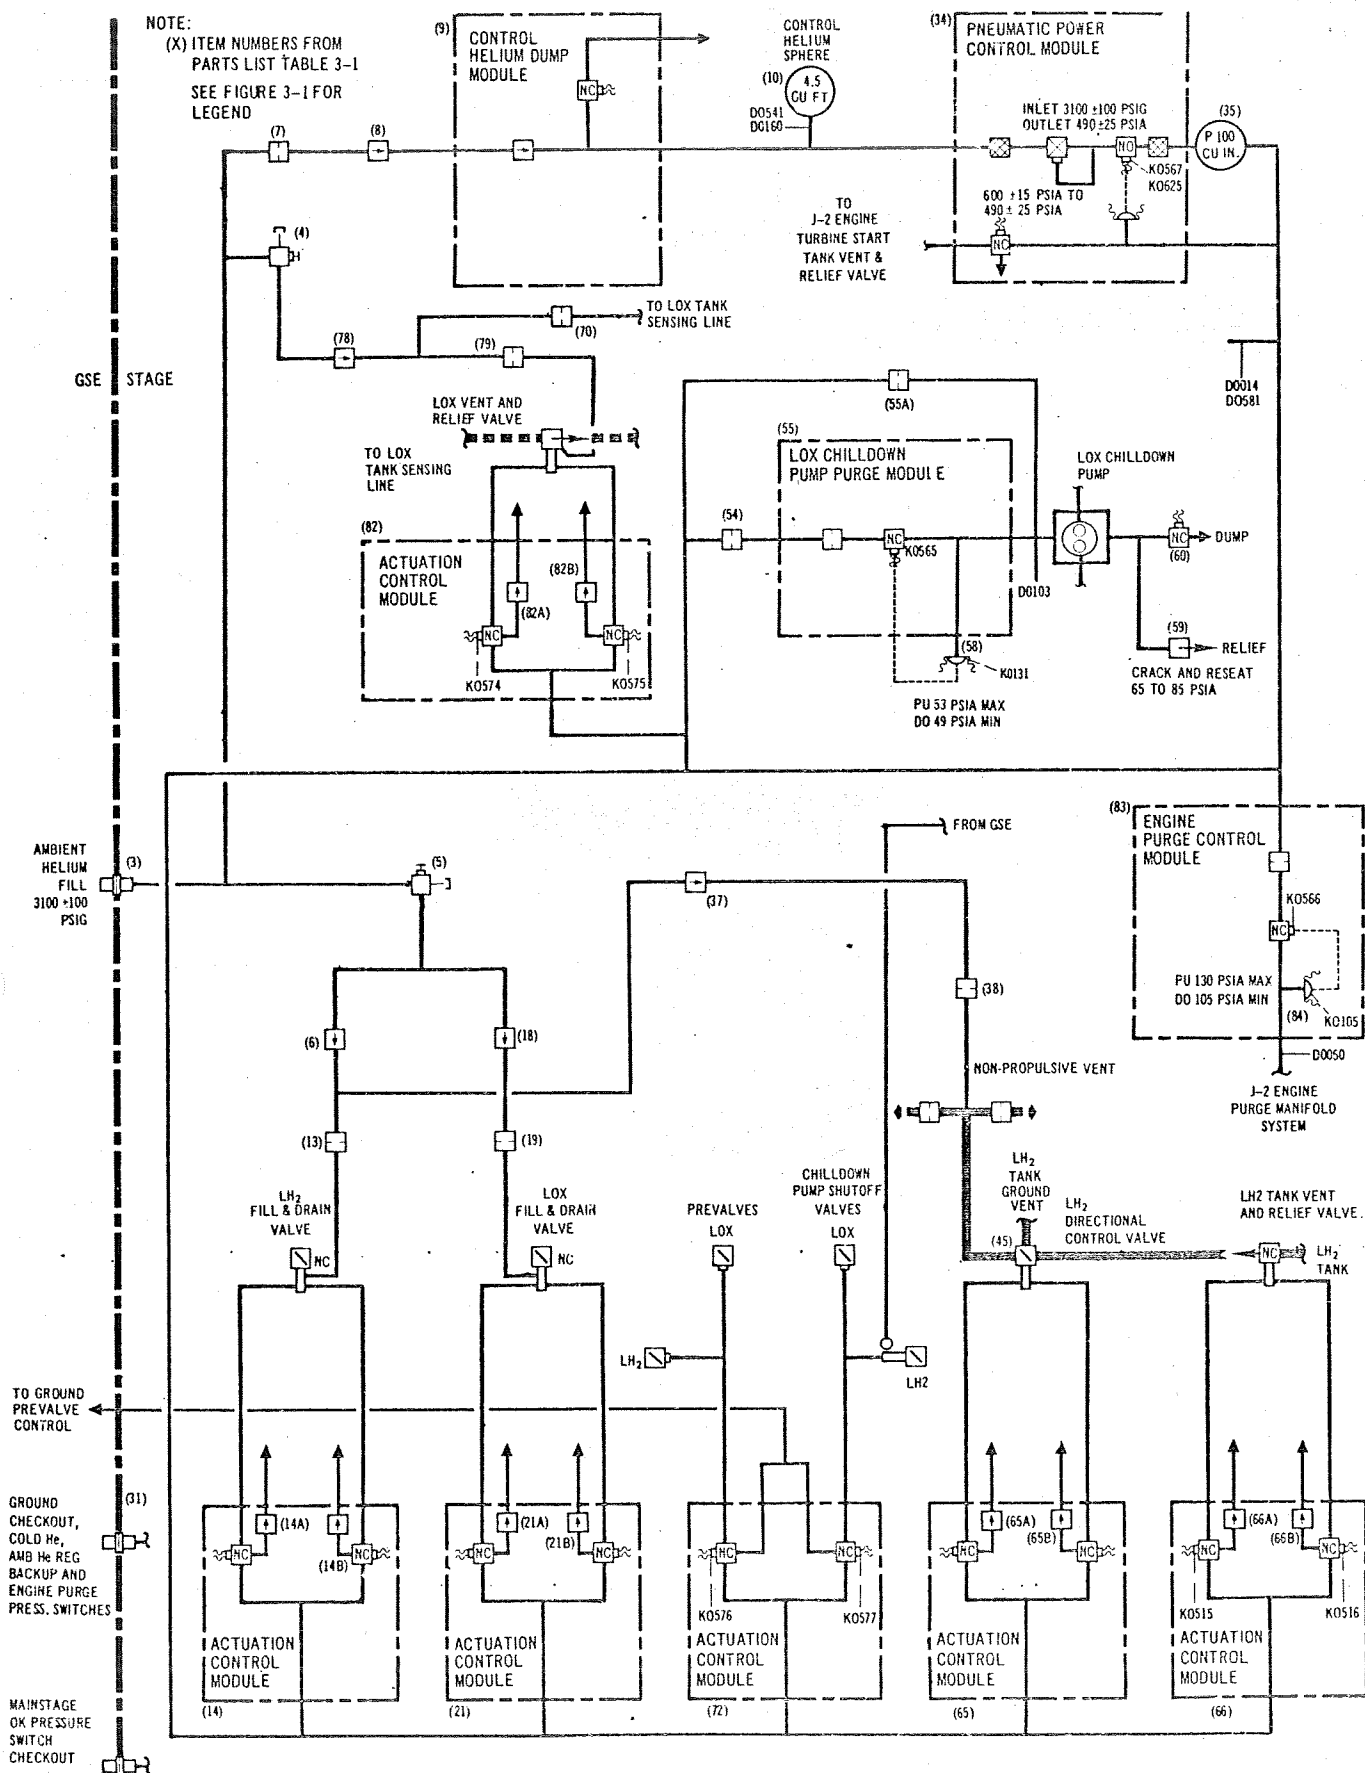 NOTE:
(X) ITEM NUMBERS FROM
PARTS LIST TABLE 3-1
SEE FIGURE 3-1 FOR
LEGEND
(9)
CONTROL
HELIUM DUMP
MODULE
NC
CONTROL
HELIUM
SPHERE
(10)
4.5
CU FT
D0541
D0160
(34)
PNEUMATIC POWER
CONTROL MODULE
INLET 3100 ±100 PSIG
OUTLET 490 ±25 PSIA
(35)
P 100
CU IN.
NO
K0567
K0625
600 ±15 PSIA TO
490 ± 25 PSIA
NC
TO
J-2 ENGINE
TURBINE START
TANK VENT &
RELIEF VALVE
(7)
(8)
(4)
(78)
(79)
(70)
TO LOX TANK
SENSING LINE
GSE
STAGE
D0014
D0581
LOX VENT AND
RELIEF VALVE
TO LOX
TANK SENSING
LINE
(82)
ACTUATION
CONTROL
MODULE
(82A)
(82B)
NC
NC
K0574
K0575
(55A)
(55)
LOX CHILLDOWN
PUMP PURGE MODULE
(54)
NC
K0565
LOX CHILLDOWN
PUMP
NC
DUMP
(60)
D0103
(58)
K0131
(59)
RELIEF
CRACK AND RESEAT
65 TO 85 PSIA
PU 53 PSIA MAX
DO 49 PSIA MIN
AMBIENT
HELIUM
FILL
3100 ±100
PSIG
(3)
(5)
FROM GSE
(37)
(38)
(83)
ENGINE
PURGE CONTROL
MODULE
K0566
NC
PU 130 PSIA MAX
DO 105 PSIA MIN
(84)
K0105
D0050
J-2 ENGINE
PURGE MANIFOLD
SYSTEM
(6)
(18)
(13)
(19)
NON-PROPULSIVE VENT
LH2
FILL & DRAIN
VALVE
NC
LOX
FILL & DRAIN
VALVE
NC
PREVALVES
LOX
CHILLDOWN
PUMP SHUTOFF
VALVES
LOX
LH2
TANK
GROUND
VENT
LH2
DIRECTIONAL
CONTROL VALVE
(45)
LH2 TANK VENT
AND RELIEF VALVE.
NC
LH2
TANK
LH2
LH2
TO GROUND
PREVALVE
CONTROL
GROUND
CHECKOUT,
COLD He,
AMB He REG
BACKUP AND
ENGINE PURGE
PRESS. SWITCHES
(31)
(14A)
(14B)
NC
NC
ACTUATION
CONTROL
MODULE
(14)
(21A)
(21B)
NC
NC
ACTUATION
CONTROL
MODULE
(21)
NC
NC
K0576
K0577
ACTUATION
CONTROL
MODULE
(72)
(65A)
(65B)
NC
NC
ACTUATION
CONTROL
MODULE
(65)
(66A)
(66B)
NC
NC
K0515
K0516
ACTUATION
CONTROL
MODULE
(66)
MAINSTAGE
OK PRESSURE
SWITCH
CHECKOUT